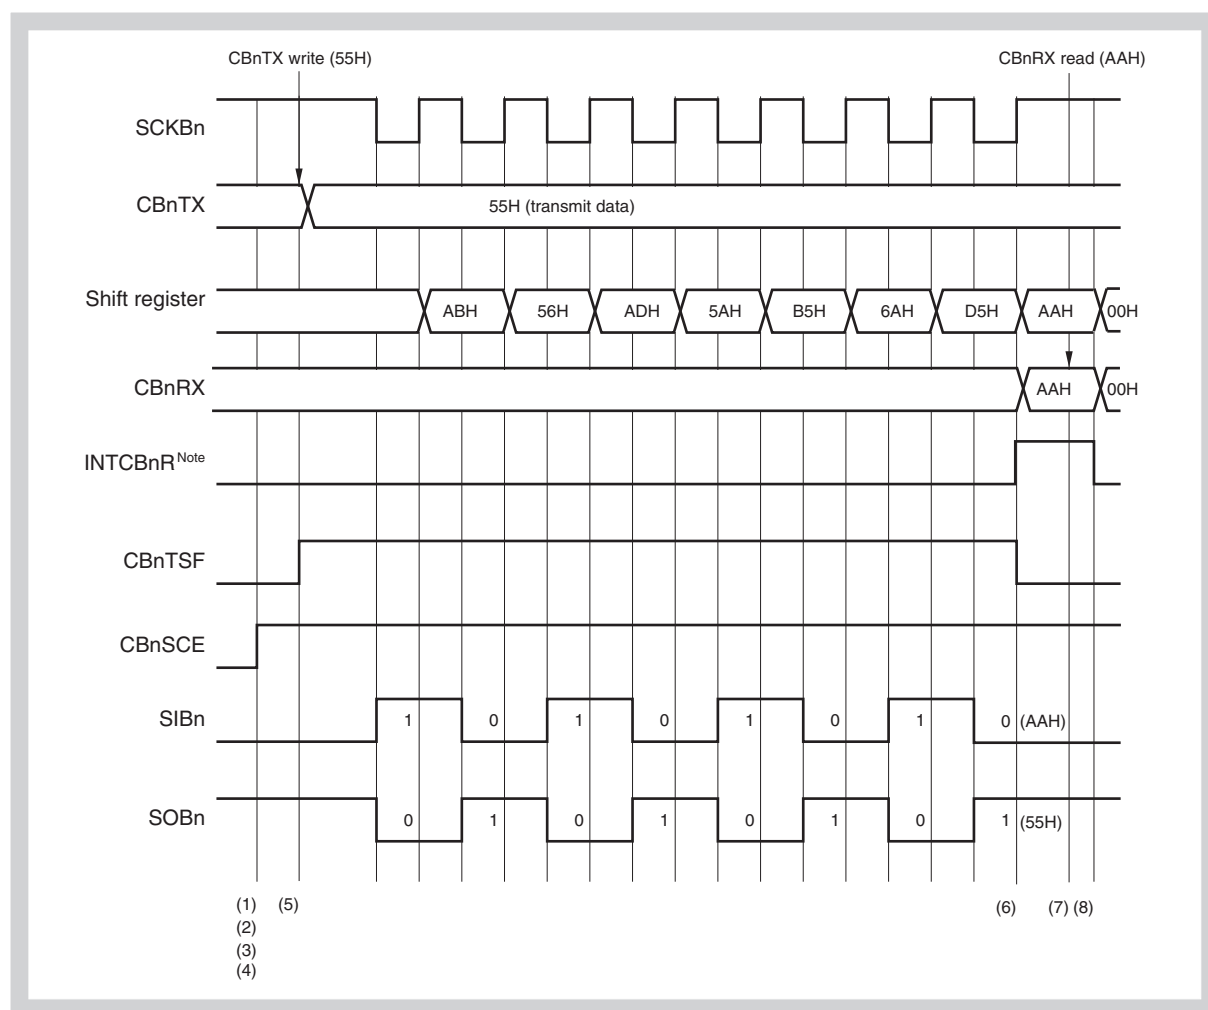 CBnTX write (55H) CBnRX read (AAH)
SCKBn
CBnTX 55H (transmit data)
Shift register ABH 56H ADH 5AH B5H 6AH D5H AAH 00H
CBnRX AAH 00H
INTCBnR Note
CBnTSF
CBnSCE
SIBn 1 0 1 0 1 0 1 0 (AAH)
SOBn 0 1 0 1 0 1 0 1 (55H)
(1) (5) (6) (7) (8)
(2)
(3)
(4)